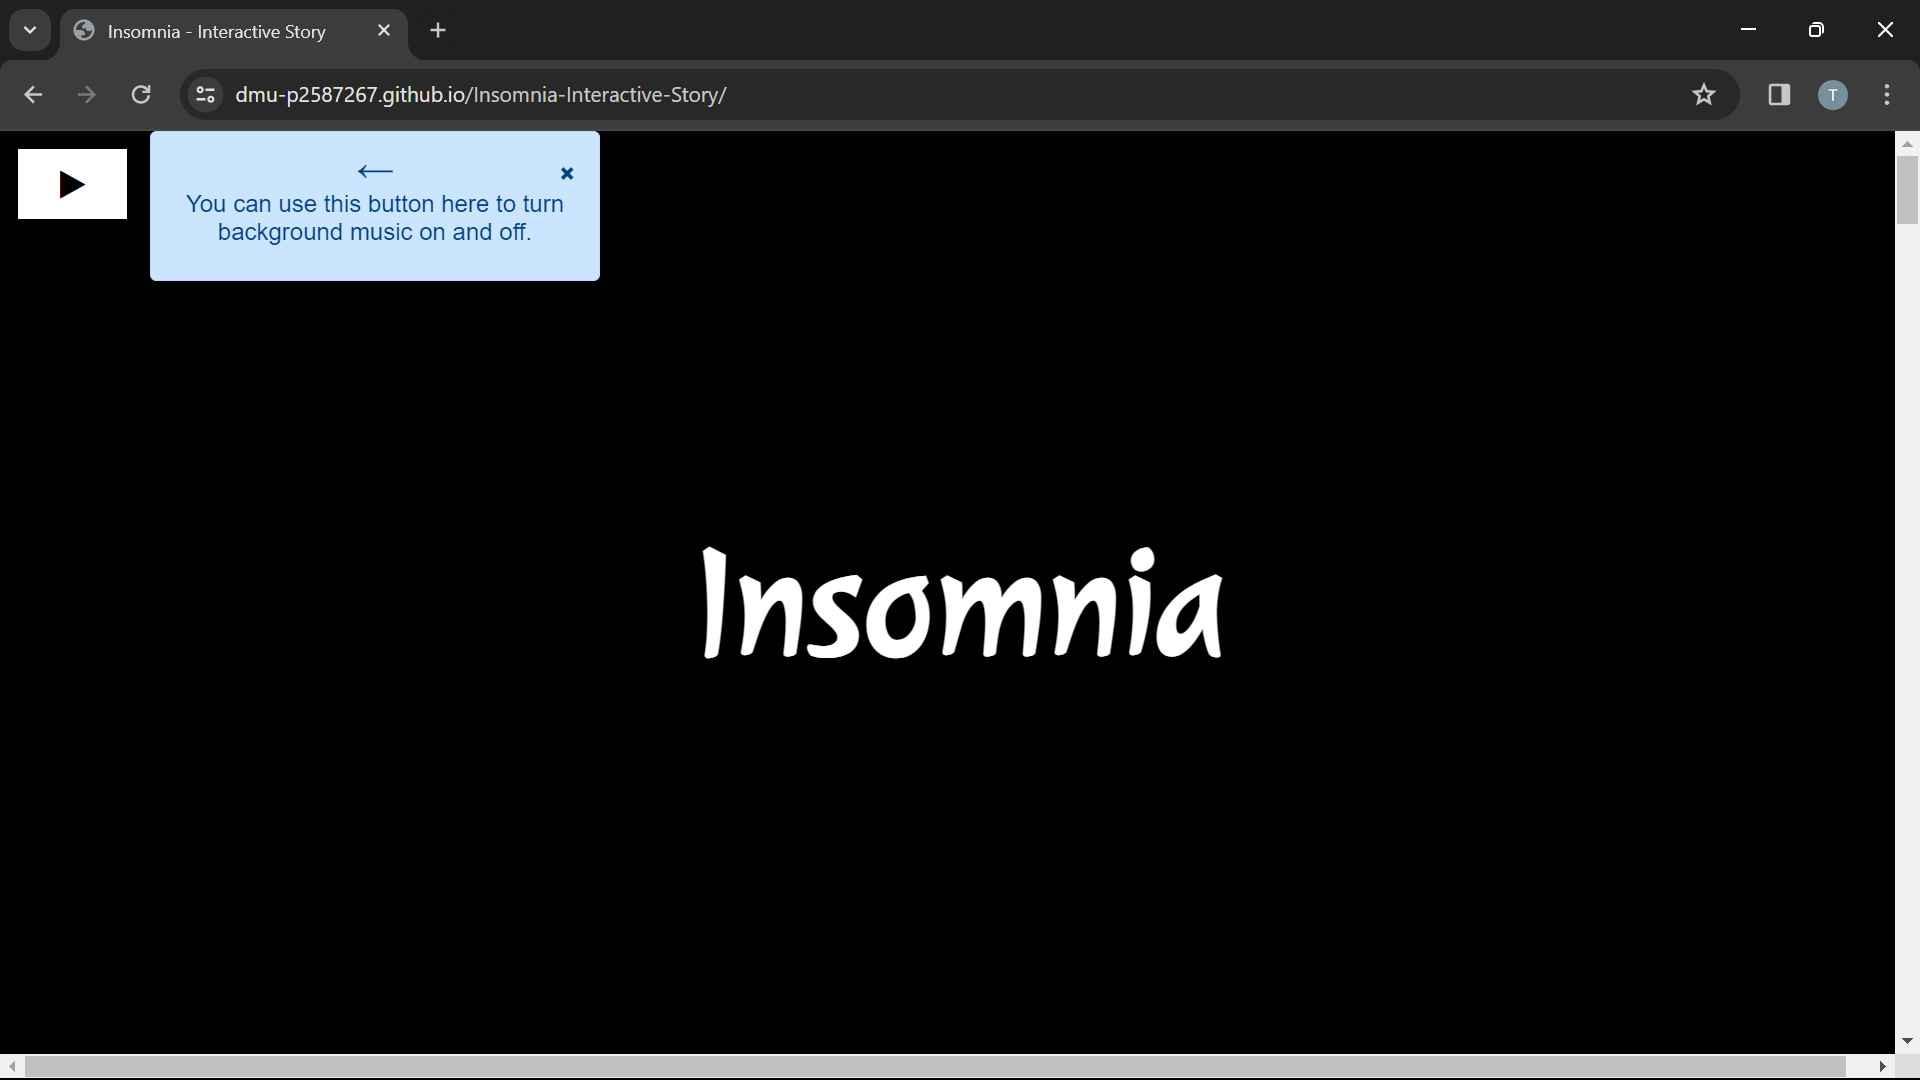 Insomnia - Interactive Story
dmu-p2587267.github.io/Insomnia-Interactive-Story/
T
You can use this button here to turn
background music on and off.
Insomnia